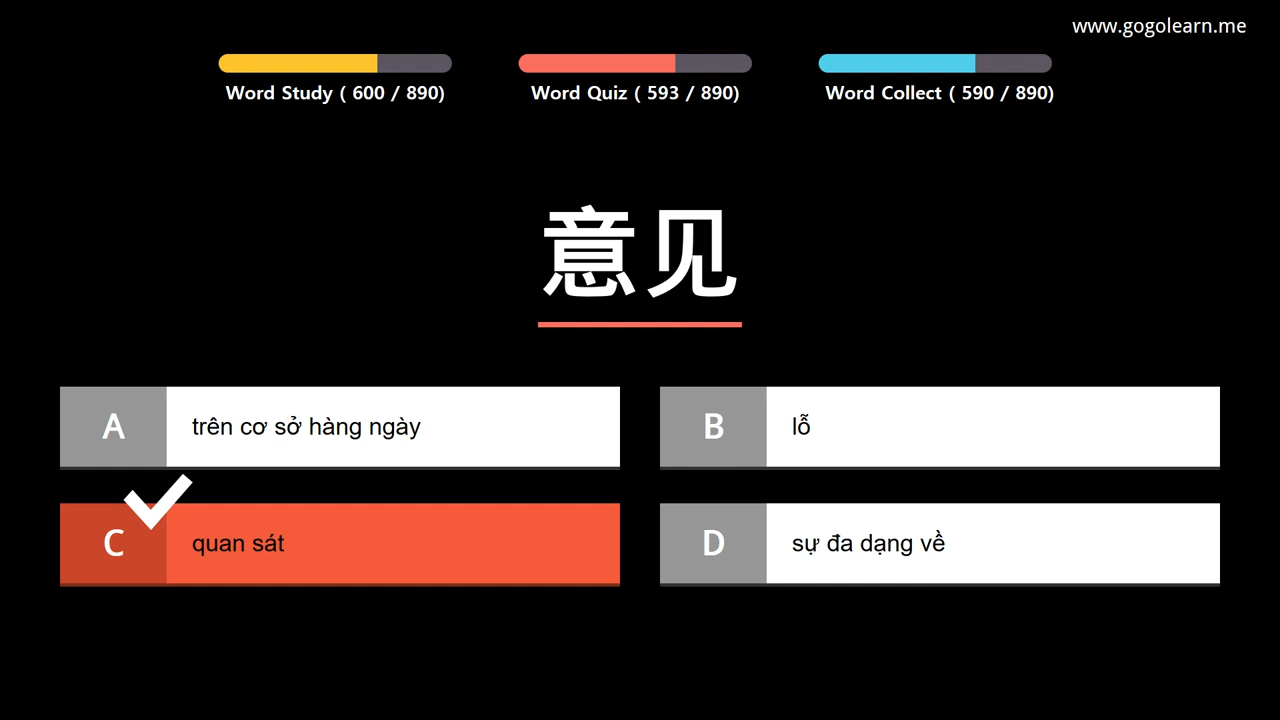 www.gogolearn.me
Word Study ( 600 / 890)
Word Quiz ( 593 / 890)
Word Collect ( 590 / 890)
意见
A trên cơ sở hàng ngày
B lỗ
C quan sát
D sự đa dạng về